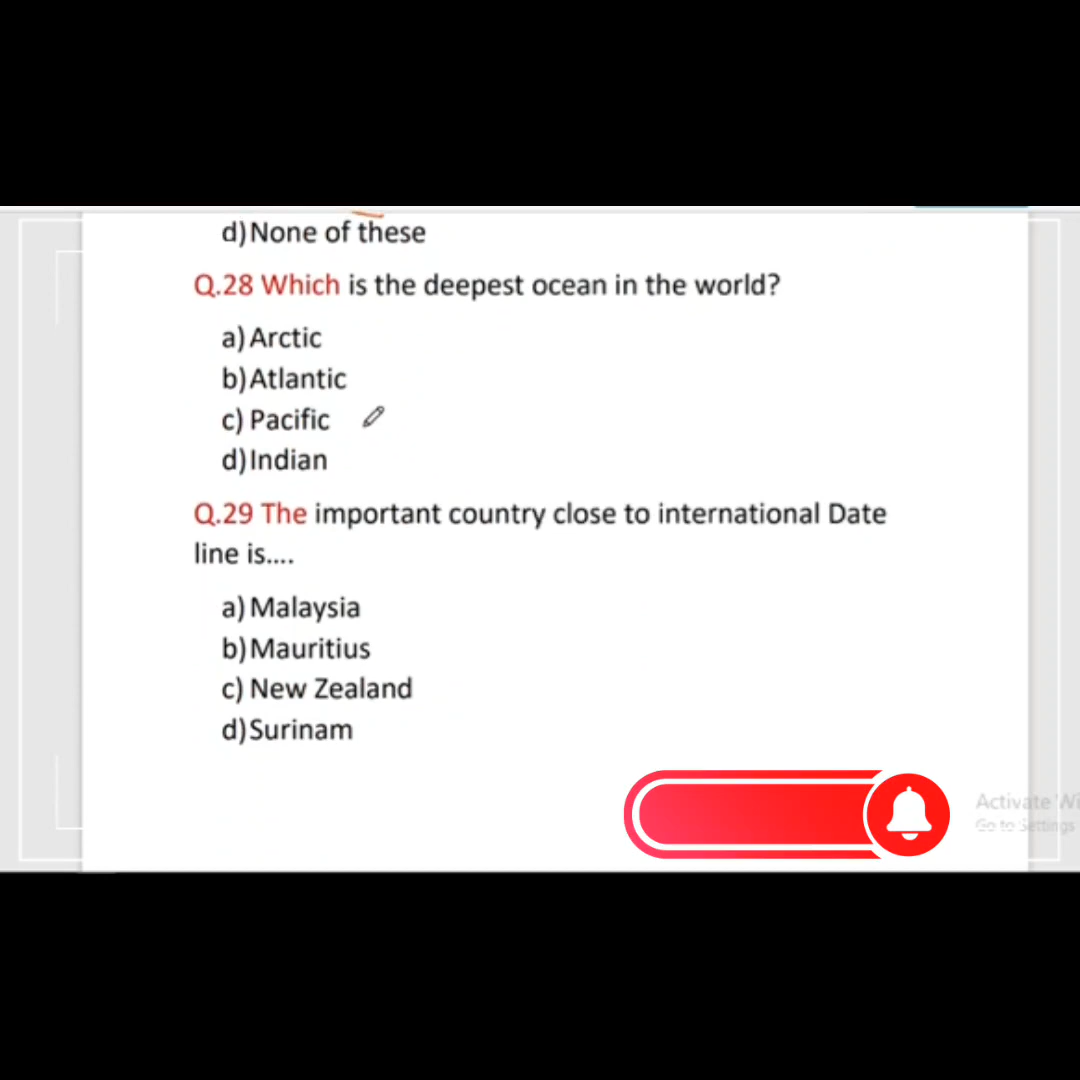 d)None of these
Q.28 Which is the deepest ocean in the world?
a)Arctic
b)Atlantic
c) Pacific
d)Indian
Q.29 The important country close to international Date
line is....
a)Malaysia
b)Mauritius
c) New Zealand
d)Surinam
Activate Wi
Go to Settings